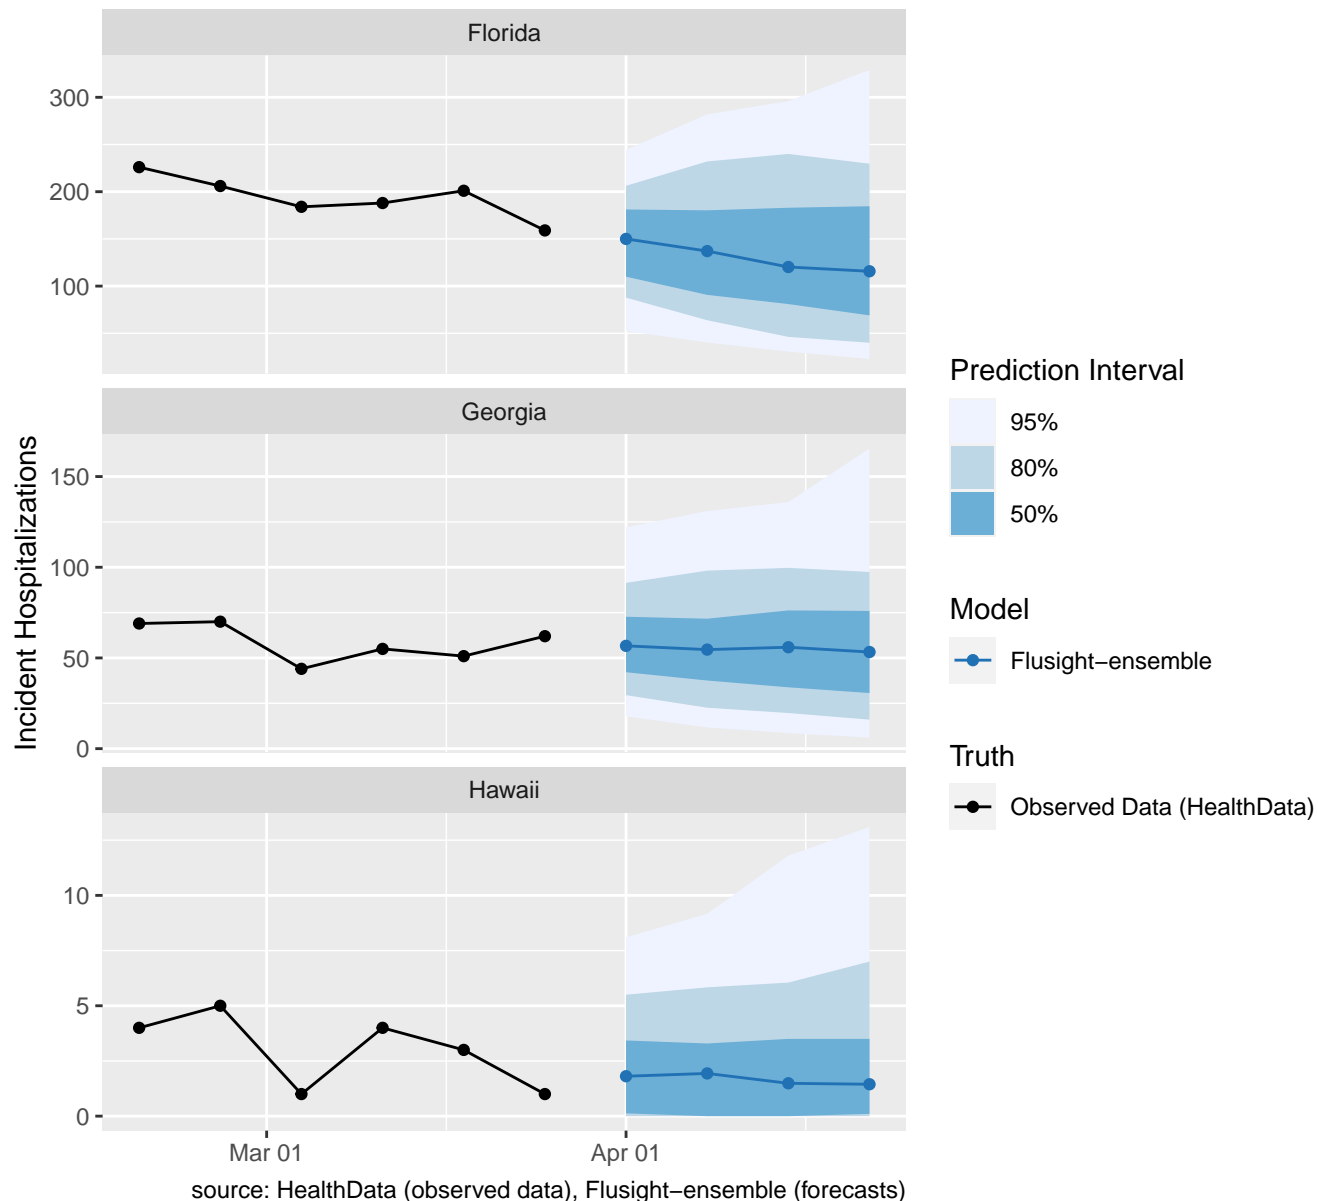 Florida
300
200
100
Georgia
150
100
50
0
Hawaii
10
5
0
Mar 01
Apr 01
Incident Hospitalizations
source: HealthData (observed data), Flusight−ensemble (forecasts)
Prediction Interval
95%
80%
50%
Model
Flusight−ensemble
Truth
Observed Data (HealthData)